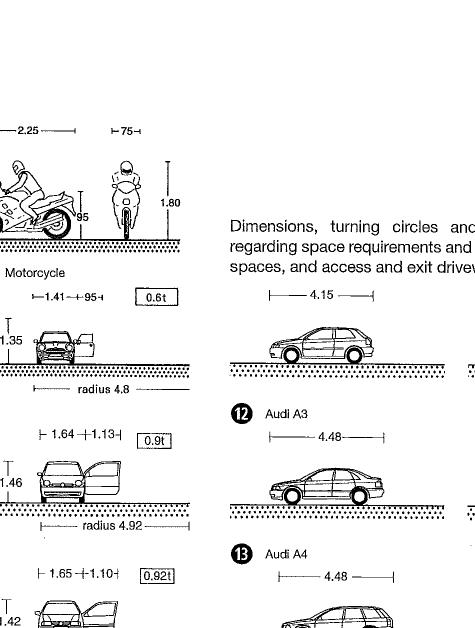 2.25
75
95
1.80
Motorcycle
Dimensions, turning circles and
regarding space requirements and
spaces, and access and exit
1.41
95
0.6t
1.35
radius 4.8
4.15
12 Audi A3
1.64
1.13
0.9t
1.46
radius 4.92
4.48
13 Audi A4
1.65
1.10
0.92t
1.42
4.48